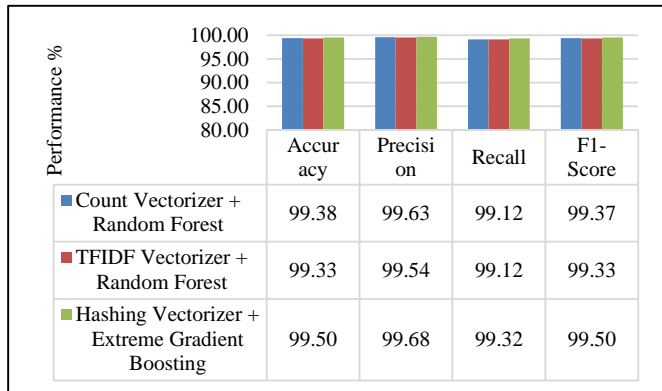 Performance %
100.00
95.00
90.00
85.00
80.00
Accur
acy
Precisi
on
Recall
F1-
Score
Count Vectorizer +
Random Forest
99.38 99.63 99.12 99.37
TFIDF Vectorizer +
Random Forest
99.33 99.54 99.12 99.33
Hashing Vectorizer +
Extreme Gradient
Boosting
99.50 99.68 99.32 99.50